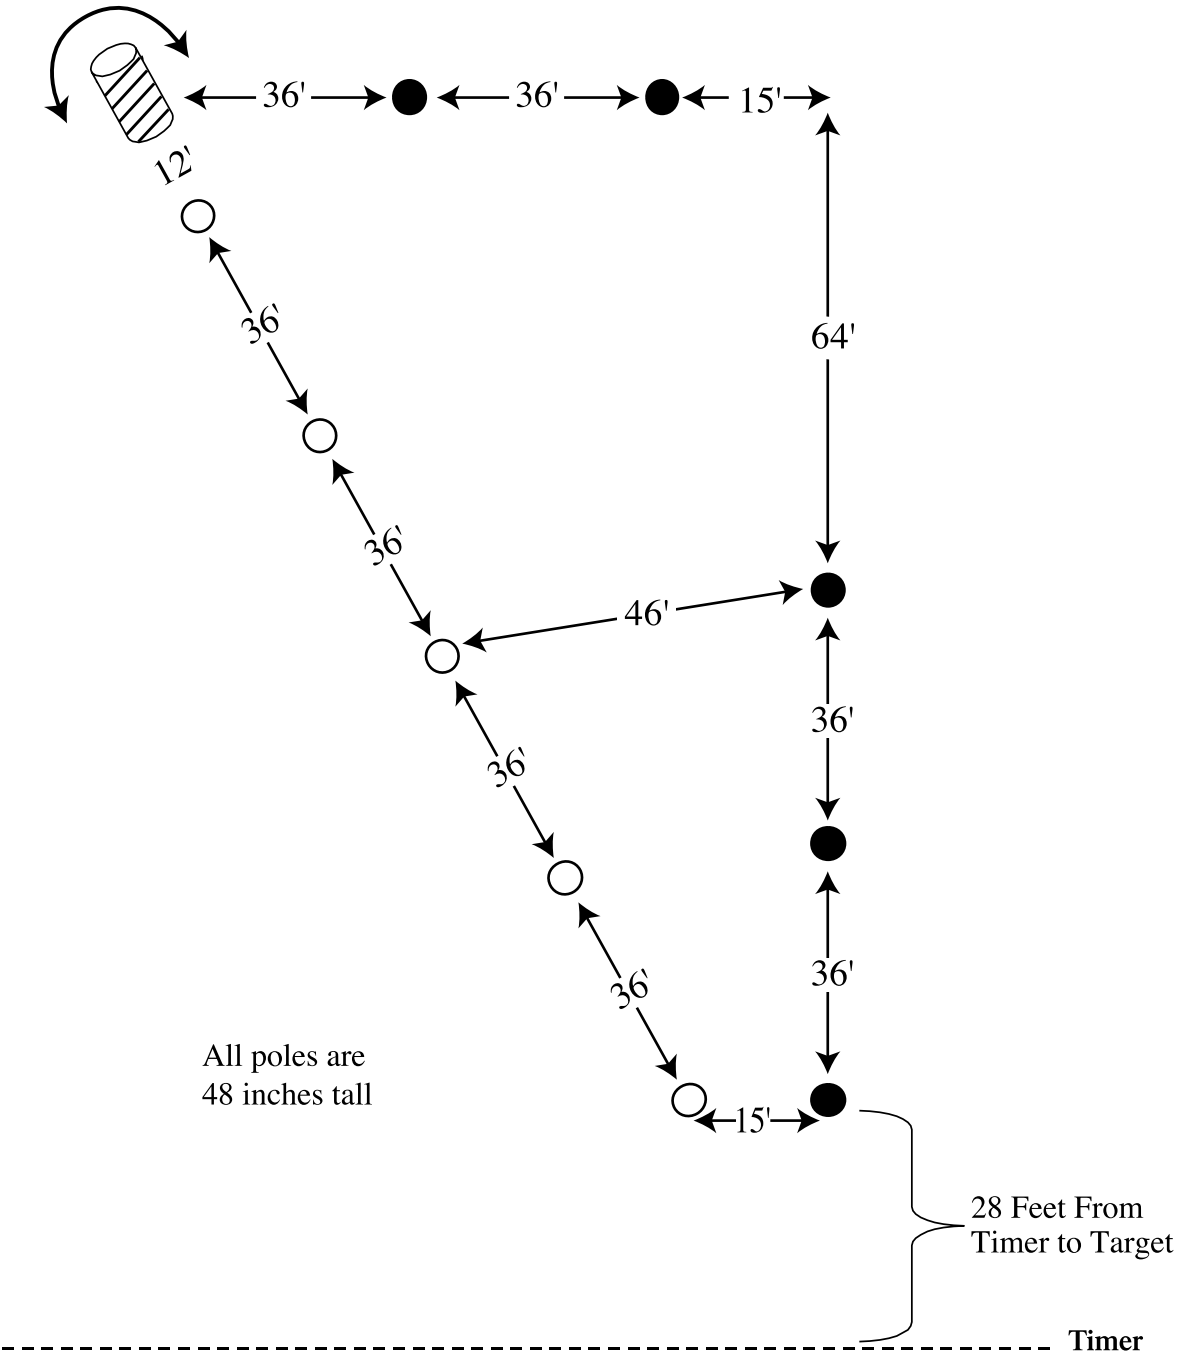 36'
36'
15'
12'
36'
64'
36'
46'
36'
36'
36'
36'
All poles are
48 inches tall
15'
28 Feet From
Timer to Target
Timer